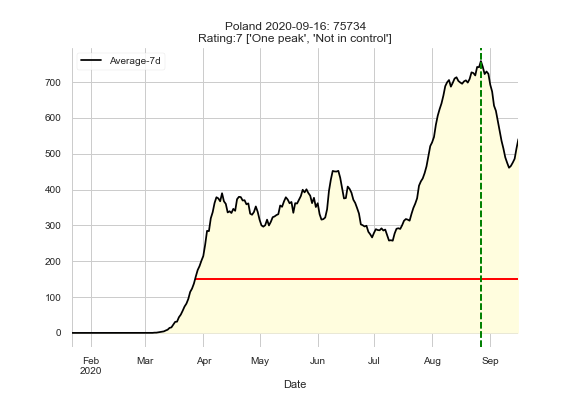 Poland 2020-09-16: 75734
Rating:7 ['One peak', 'Not in control']
Average-7d
700
600
500
400
300
200
100
0
Feb Mar Apr May Jun Jul Aug Sep
2020
Date